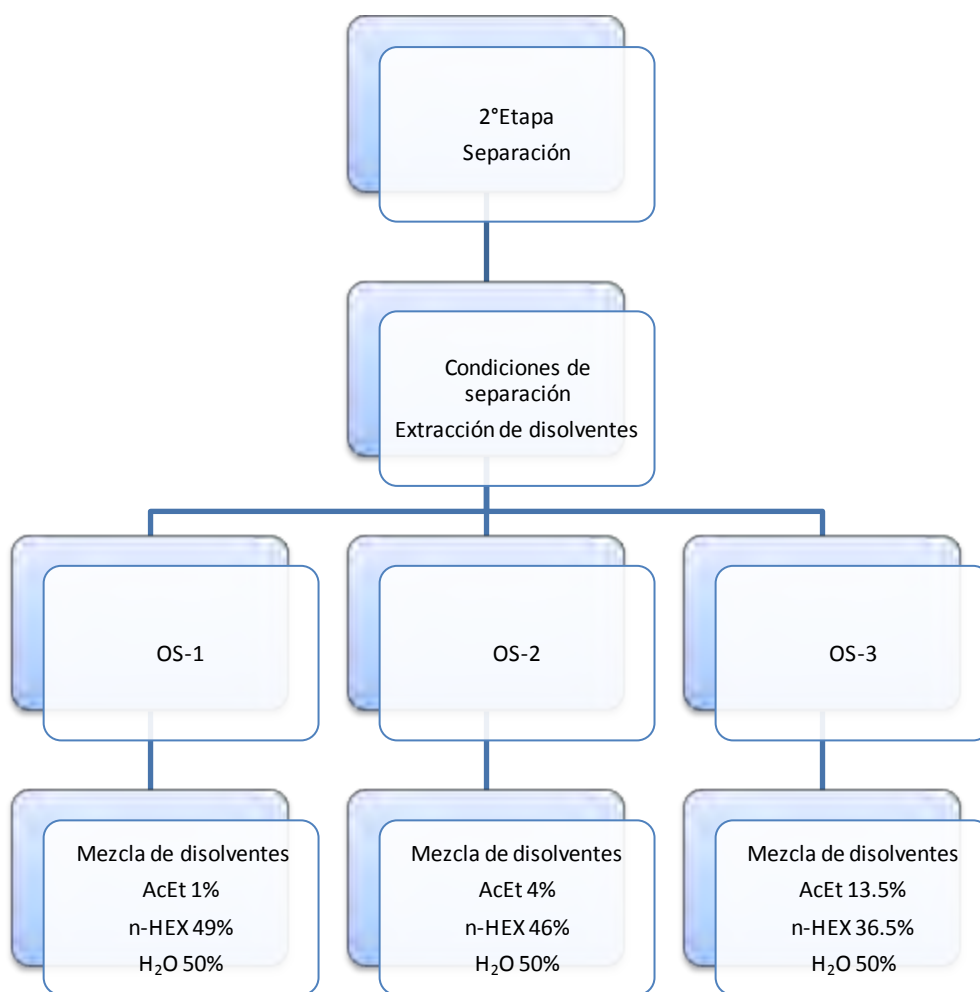 2°Etapa
Separación
Condiciones de
separación
Extracción de disolventes
OS-1
OS-2
OS-3
Mezcla de disolventes
AcEt 1%
n-HEX 49%
H₂O 50%
Mezcla de disolventes
AcEt 4%
n-HEX 46%
H₂O 50%
Mezcla de disolventes
AcEt 13.5%
n-HEX 36.5%
H₂O 50%